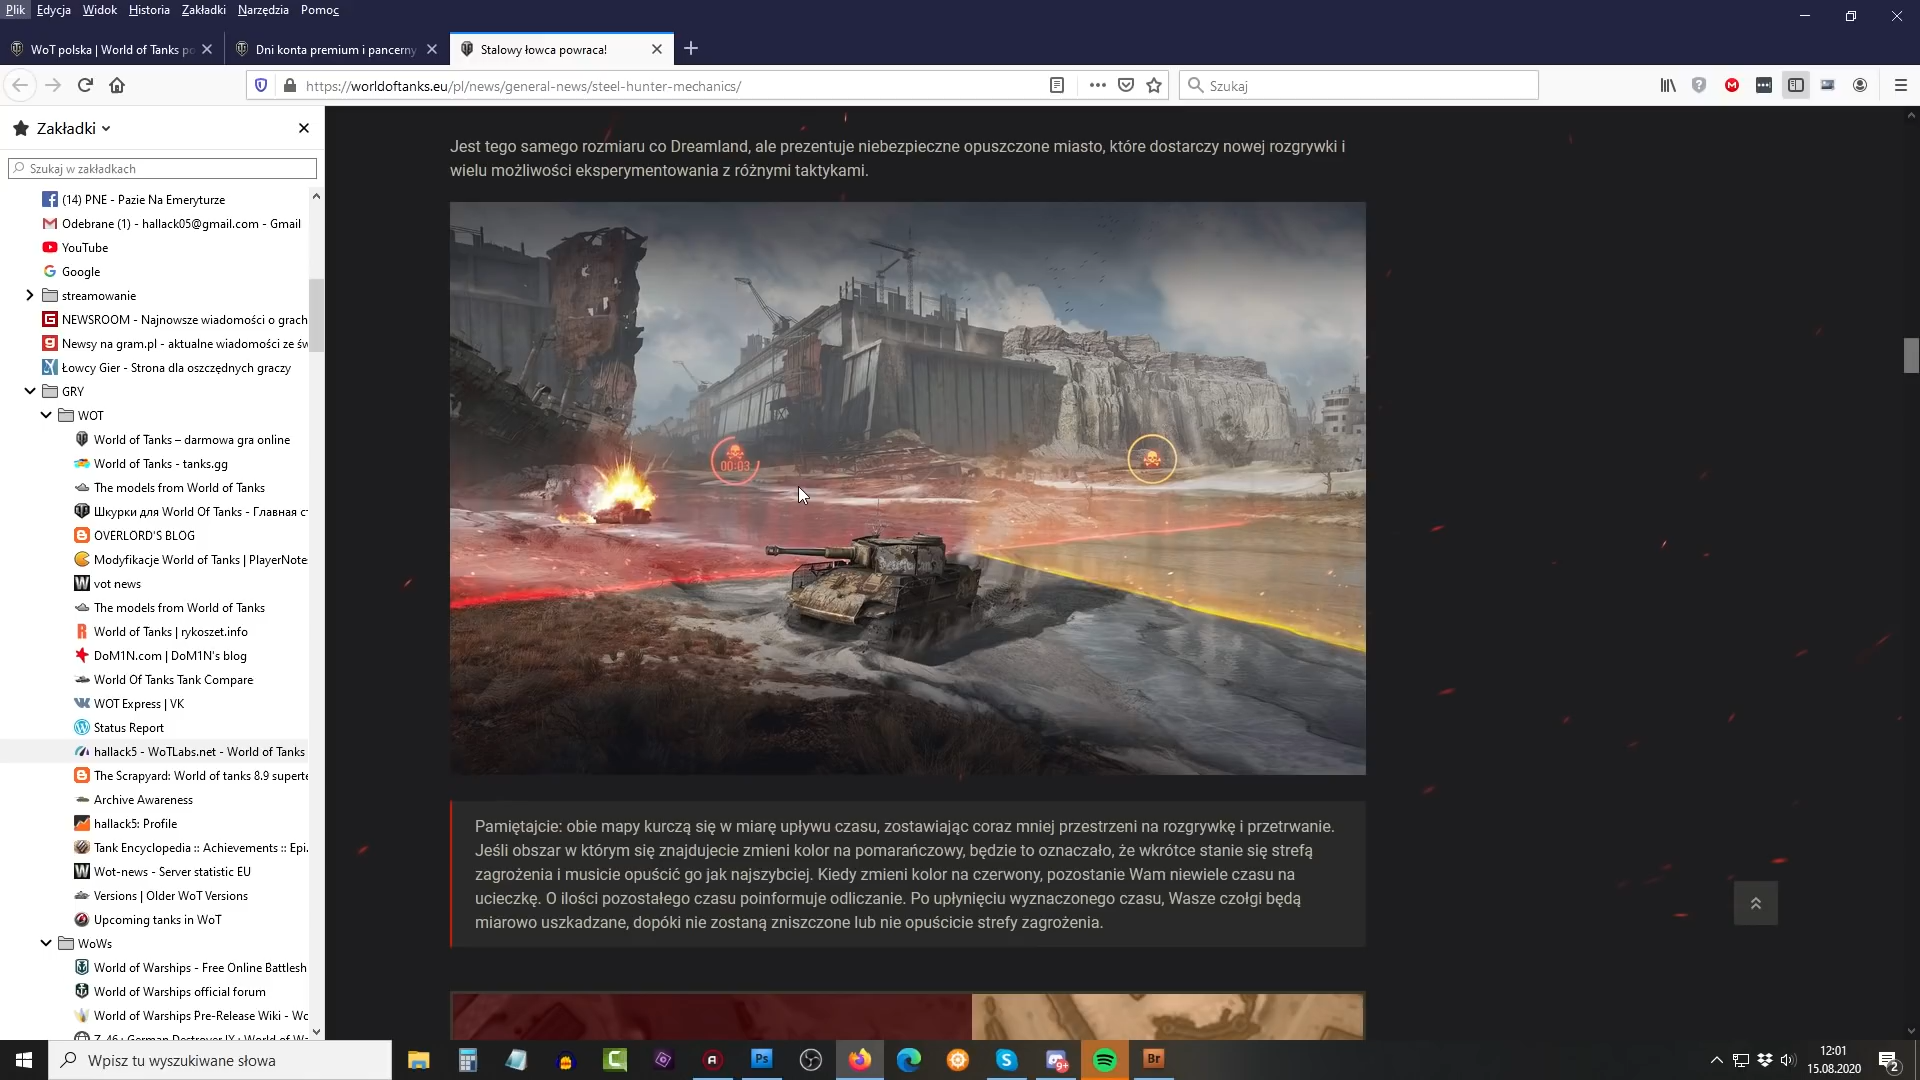 Plik Edycja Widok Historia Zakładki Narzędzia Pomoc
WoT polska | World of Tanks po
Dni konta premium i pancerny
Stalowy łowca powraca!
https://worldoftanks.eu/pl/news/general-news/steel-hunter-mechanics/
Szukaj
Zakładki
Szukaj w zakładkach
(14) PNE - Pazie Na Emeryturze
Odebrane (1) - hallack05@gmail.com - Gmail
YouTube
Google
streamowanie
NEWSROOM - Najnowsze wiadomości o grach
Newsy na gram.pl - aktualne wiadomości ze św
Łowcy Gier - Strona dla oszczędnych graczy
GRY
WOT
World of Tanks – darmowa gra online
World of Tanks - tanks.gg
The models from World of Tanks
Шкурки для World Of Tanks - Главная ст
OVERLORD'S BLOG
Modyfikacje World of Tanks | PlayerNote
vot news
The models from World of Tanks
World of Tanks | rykoszet.info
DoM1N.com | DoM1N's blog
World Of Tanks Tank Compare
WOT Express | VK
Status Report
hallack5 - WoTLabs.net - World of Tanks
The Scrapyard: World of tanks 8.9 superte
Archive Awareness
hallack5: Profile
Tank Encyclopedia :: Achievements :: Epi.
Wot-news - Server statistic EU
Versions | Older WoT Versions
Upcoming tanks in WoT
WoWs
World of Warships - Free Online Battlesh
World of Warships official forum
World of Warships Pre-Release Wiki - Wc
Jest tego samego rozmiaru co Dreamland, ale prezentuje niebezpieczne opuszczone miasto, które dostarczy nowej rozgrywki i
wielu możliwości eksperymentowania z różnymi taktykami.
00:03
Pamiętajcie: obie mapy kurczą się w miarę upływu czasu, zostawiając coraz mniej przestrzeni na rozgrywkę i przetrwanie.
Jeśli obszar w którym się znajdujecie zmieni kolor na pomarańczowy, będzie to oznaczało, że wkrótce stanie się strefą
zagrożenia i musicie opuścić go jak najszybciej. Kiedy zmieni kolor na czerwony, pozostanie Wam niewiele czasu na
ucieczkę. O ilości pozostałego czasu poinformuje odliczanie. Po upłynięciu wyznaczonego czasu, Wasze czołgi będą
miarowo uszkadzane, dopóki nie zostaną zniszczone lub nie opuścicie strefy zagrożenia.
Wpisz tu wyszukiwane słowa
Ps
9+
Br
12:01
15.08.2020
2